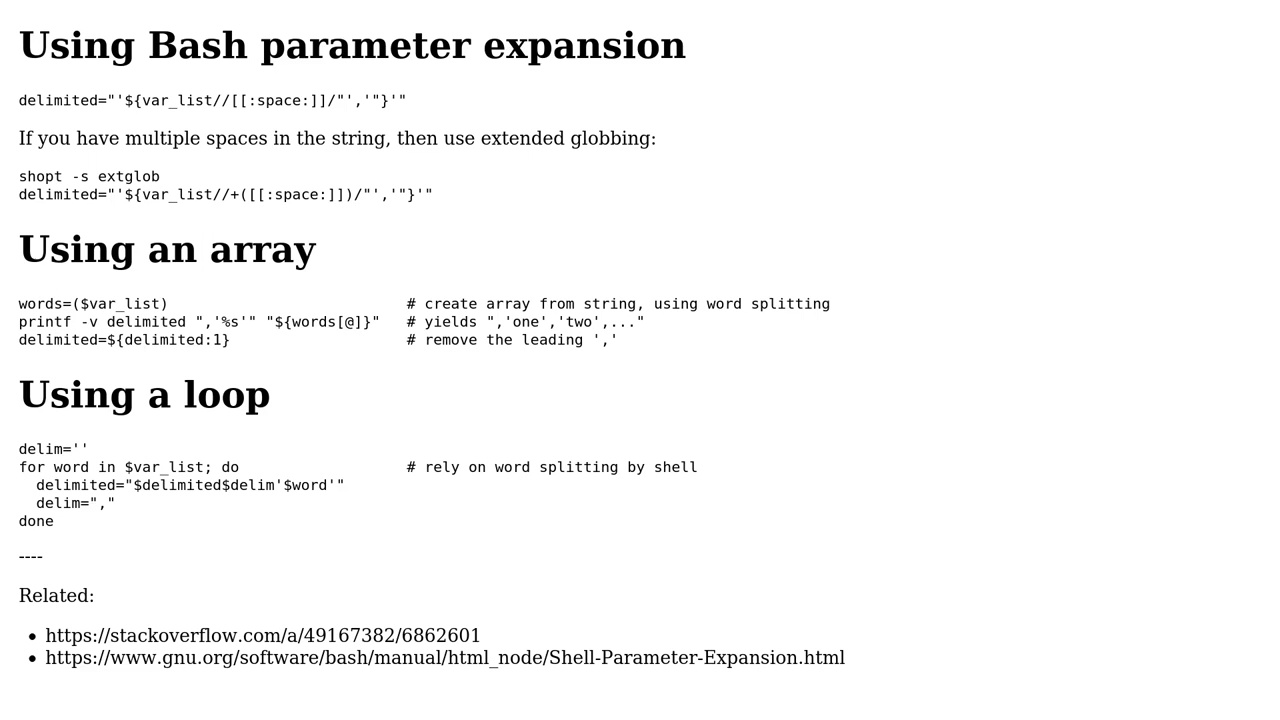 Using Bash parameter expansion
delimited="'${var_list//[[:space:]]/"','"}'"
If you have multiple spaces in the string, then use extended globbing:
shopt -s extglob
delimited="'${var_list//+([[:space:]])/"','"}'"
Using an array
words=($var_list)                           # create array from string, using word splitting
printf -v delimited ",'%s'" "${words[@]}"   # yields ",'one','two',..."
delimited=${delimited:1}                    # remove the leading ','
Using a loop
delim=''
for word in $var_list; do                   # rely on word splitting by shell
  delimited="$delimited$delim'$word'"
  delim=","
done
----
Related:
• https://stackoverflow.com/a/49167382/6862601
• https://www.gnu.org/software/bash/manual/html_node/Shell-Parameter-Expansion.html